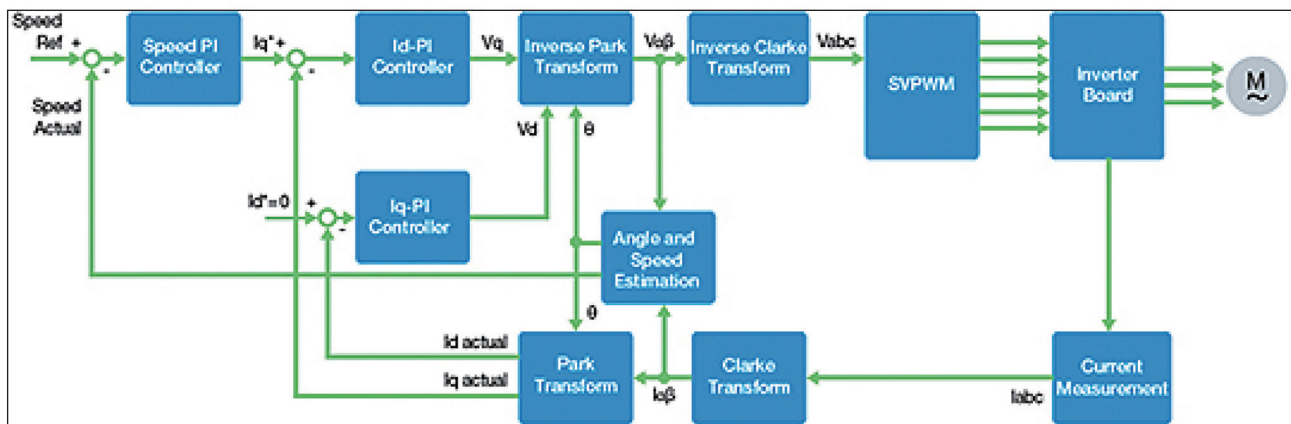 Speed
Ref +
-
Speed PI
Controller
Iq*+
-
Id-PI
Controller
Vq
Inverse Park
Transform
Vαβ
Inverse Clarke
Transform
Vabc
SVPWM
Inverter
Board
M
~
Speed
Actual
Vd
θ
Id*=0
+
-
Iq-PI
Controller
Angle and
Speed
Estimation
θ
Id actual
Iq actual
Park
Transform
Iαβ
Clarke
Transform
Iabc
Current
Measurement